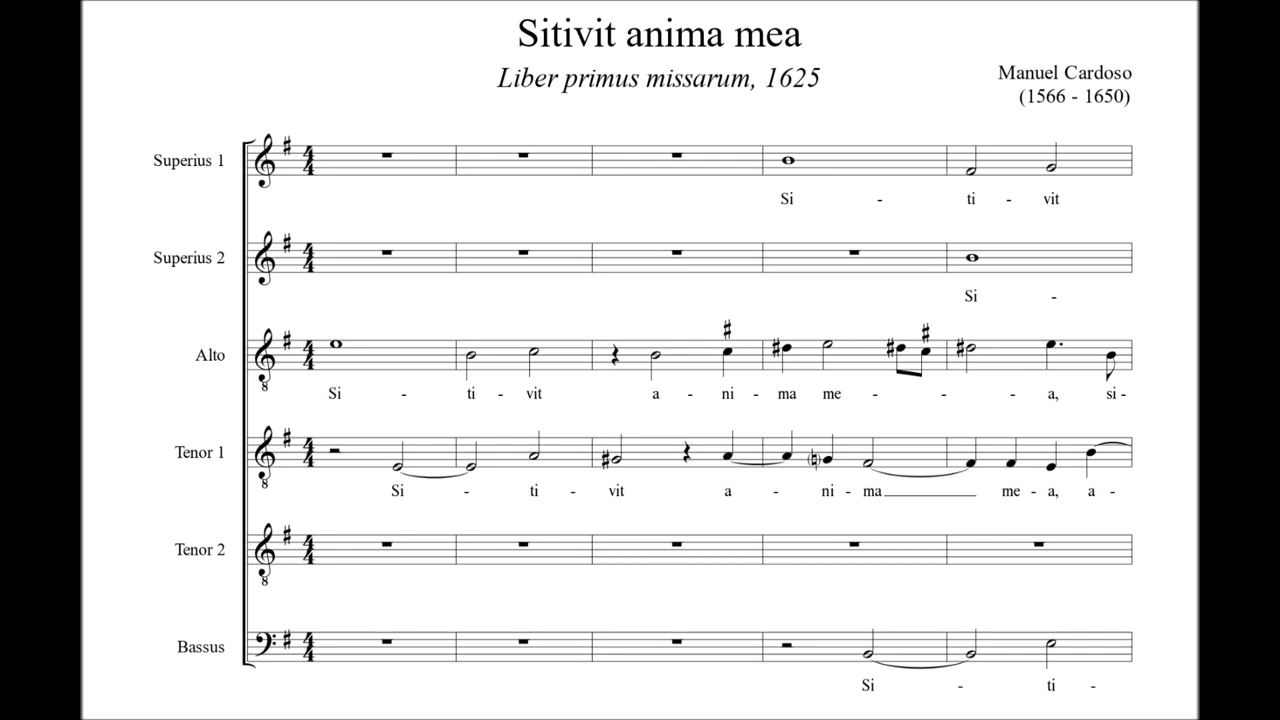 Sitivit anima mea
Liber primus missarum, 1625
Manuel Cardoso
(1566 - 1650)
Superius 1
Si - ti - vit
Superius 2
Si -
Alto
Si - ti - vit a - ni - ma me - - - a, si -
Tenor 1
Si - ti - vit a - ni - ma me - a, a -
Tenor 2
Bassus
Si - ti -